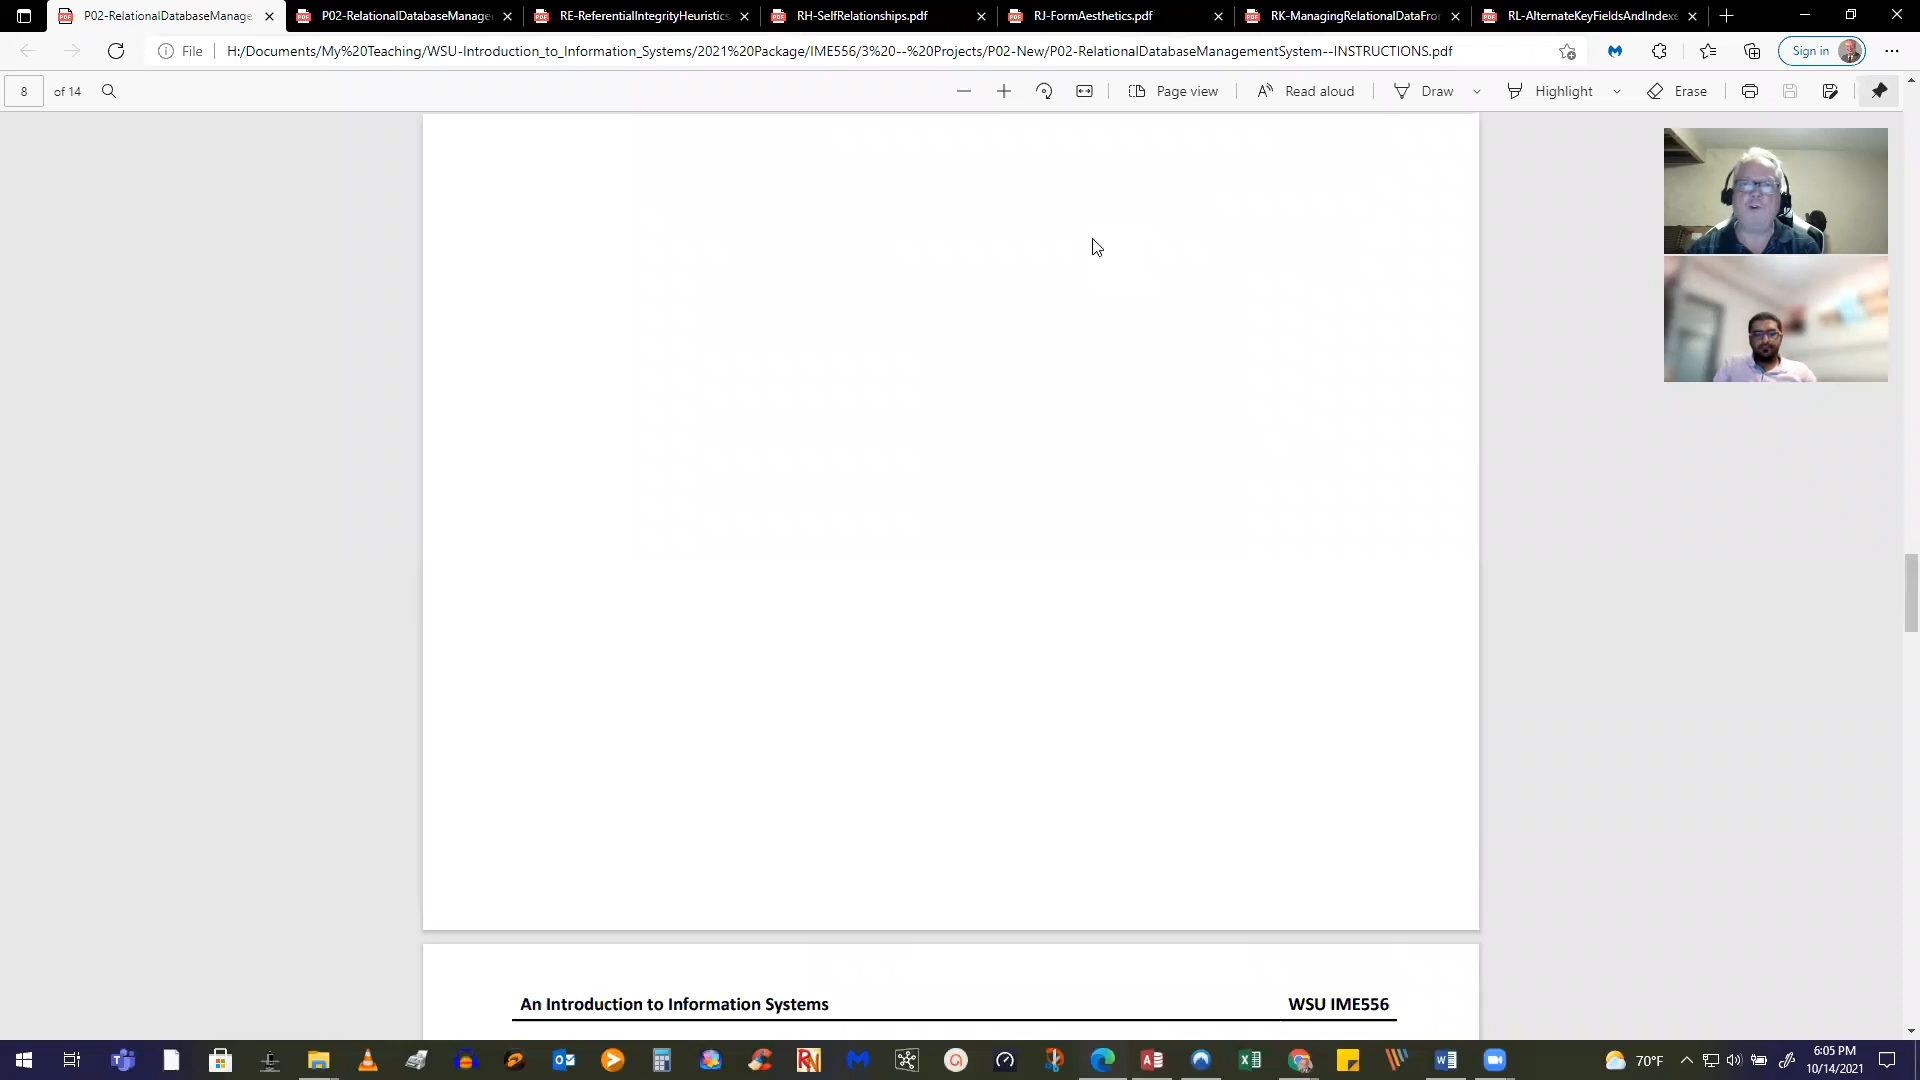 P02-RelationalDatabaseManage
P02-RelationalDatabaseManage
RE-ReferentialIntegrityHeuristics
RH-SelfRelationships.pdf
RJ-FormAesthetics.pdf
RK-ManagingRelationalDataFro
RL-AlternateKeyFieldsAndIndexe
File
H:/Documents/My%20Teaching/WSU-Introduction_to_Information_Systems/2021%20Package/IME556/3%20--%20Projects/P02-New/P02-RelationalDatabaseManagementSystem--INSTRUCTIONS.pdf
Sign in
8 of 14
Page view
Read aloud
Draw
Highlight
Erase
An Introduction to Information Systems
WSU IME556
70°F
6:05 PM
10/14/2021